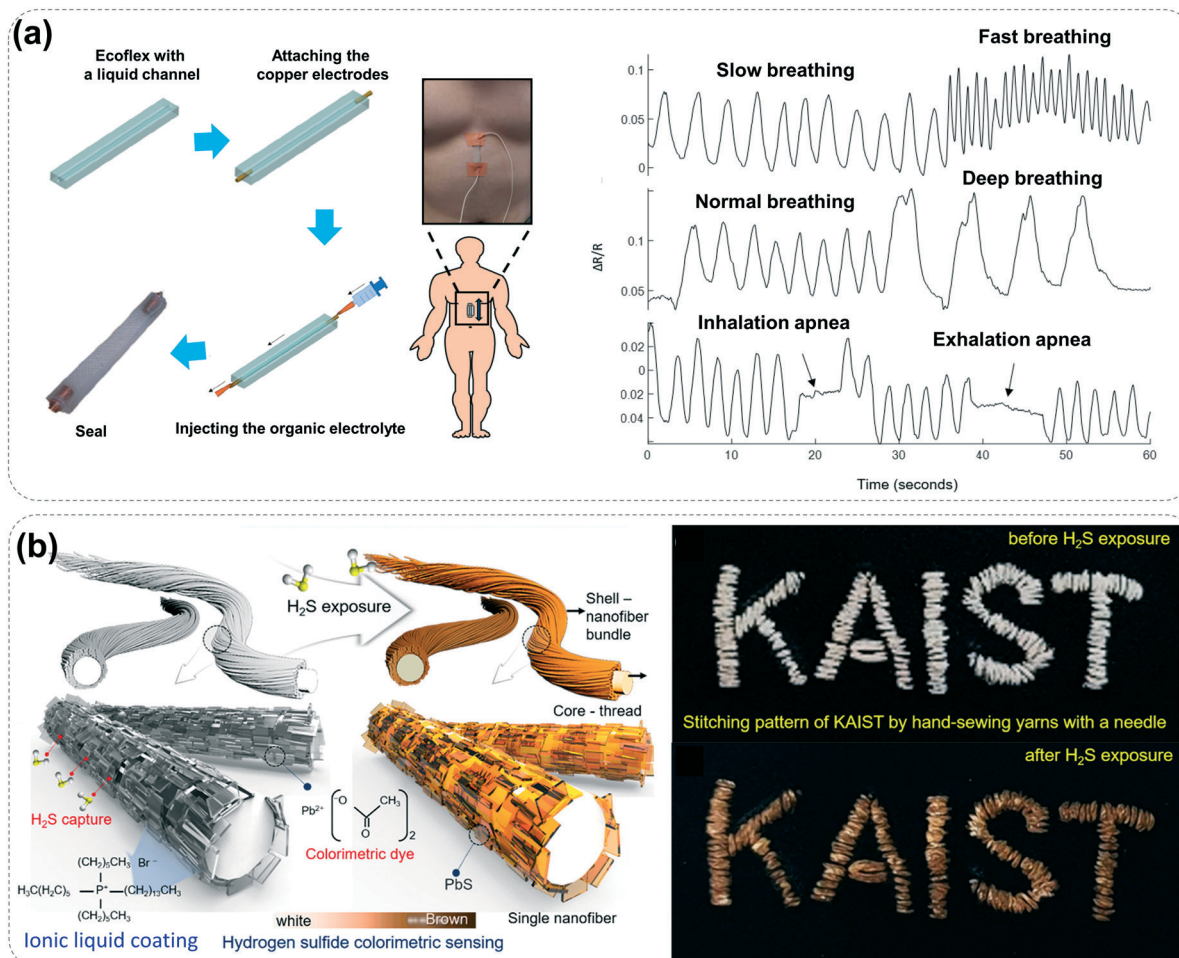 (a)
Ecoflex with
a liquid channel
Attaching the
copper electrodes
Injecting the organic electrolyte
Seal
Slow breathing
Fast breathing
0.1
0.05
0
Normal breathing
Deep breathing
0.1
0.05
ΔR/R
Inhalation apnea
Exhalation apnea
0.02
0
0.04
0
10
20
30
40
50
60
Time (seconds)
(b)
H₂S exposure
Shell –
nanofiber
bundle
Core - thread
H₂S capture
Pb²⁺
⁻O
CH₃
O
2
Colorimetric dye
PbS
(CH₂)₅CH₃
Br⁻
H₃C(H₂C)₅
P⁺
(CH₂)₁₃CH₃
(CH₂)₅CH₃
Ionic liquid coating
white
Brown
Single nanofiber
Hydrogen sulfide colorimetric sensing
before H₂S exposure
KAIST
Stitching pattern of KAIST by hand-sewing yarns with a needle
after H₂S exposure
KAIST